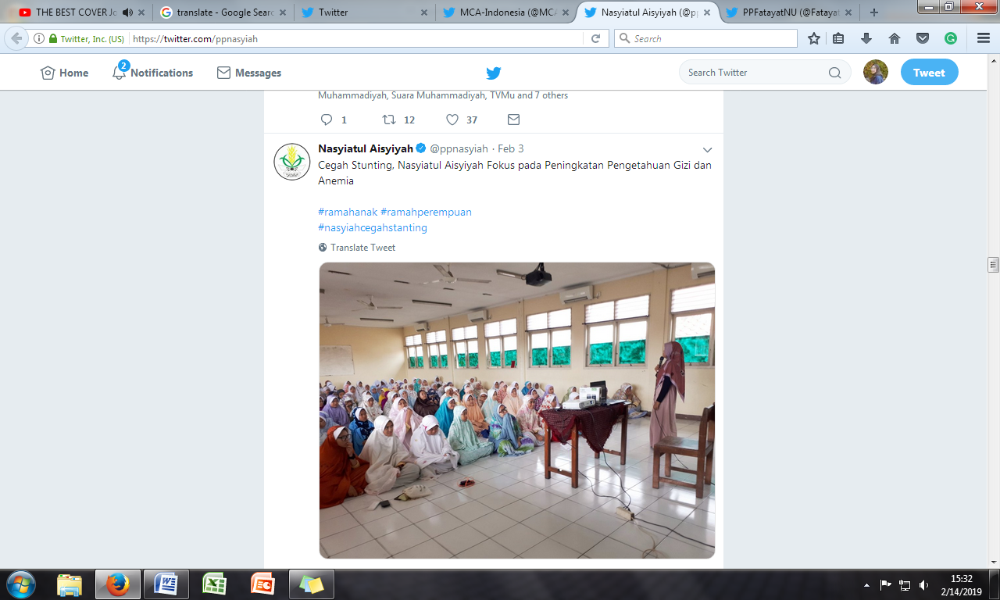 THE BEST COVER Jo
translate - Google Searc
Twitter
MCA-Indonesia (@MCA
Nasyiatul Aisyiyah (@pp
PPFatayatNU (@Fatayat
Twitter, Inc. (US)
https://twitter.com/ppnasyiah
Search
Home
2
Notifications
Messages
Search Twitter
Tweet
Muhammadiyah, Suara Muhammadiyah, TVMu and 7 others
1
12
37
Nasyiatul Aisyiyah @ppnasyiah · Feb 3
Cegah Stunting, Nasyiatul Aisyiyah Fokus pada Peningkatan Pengetahuan Gizi dan
Anemia
#ramahanak #ramahperempuan
#nasyiahcegahstanting
Translate Tweet
15:32
2/14/2019